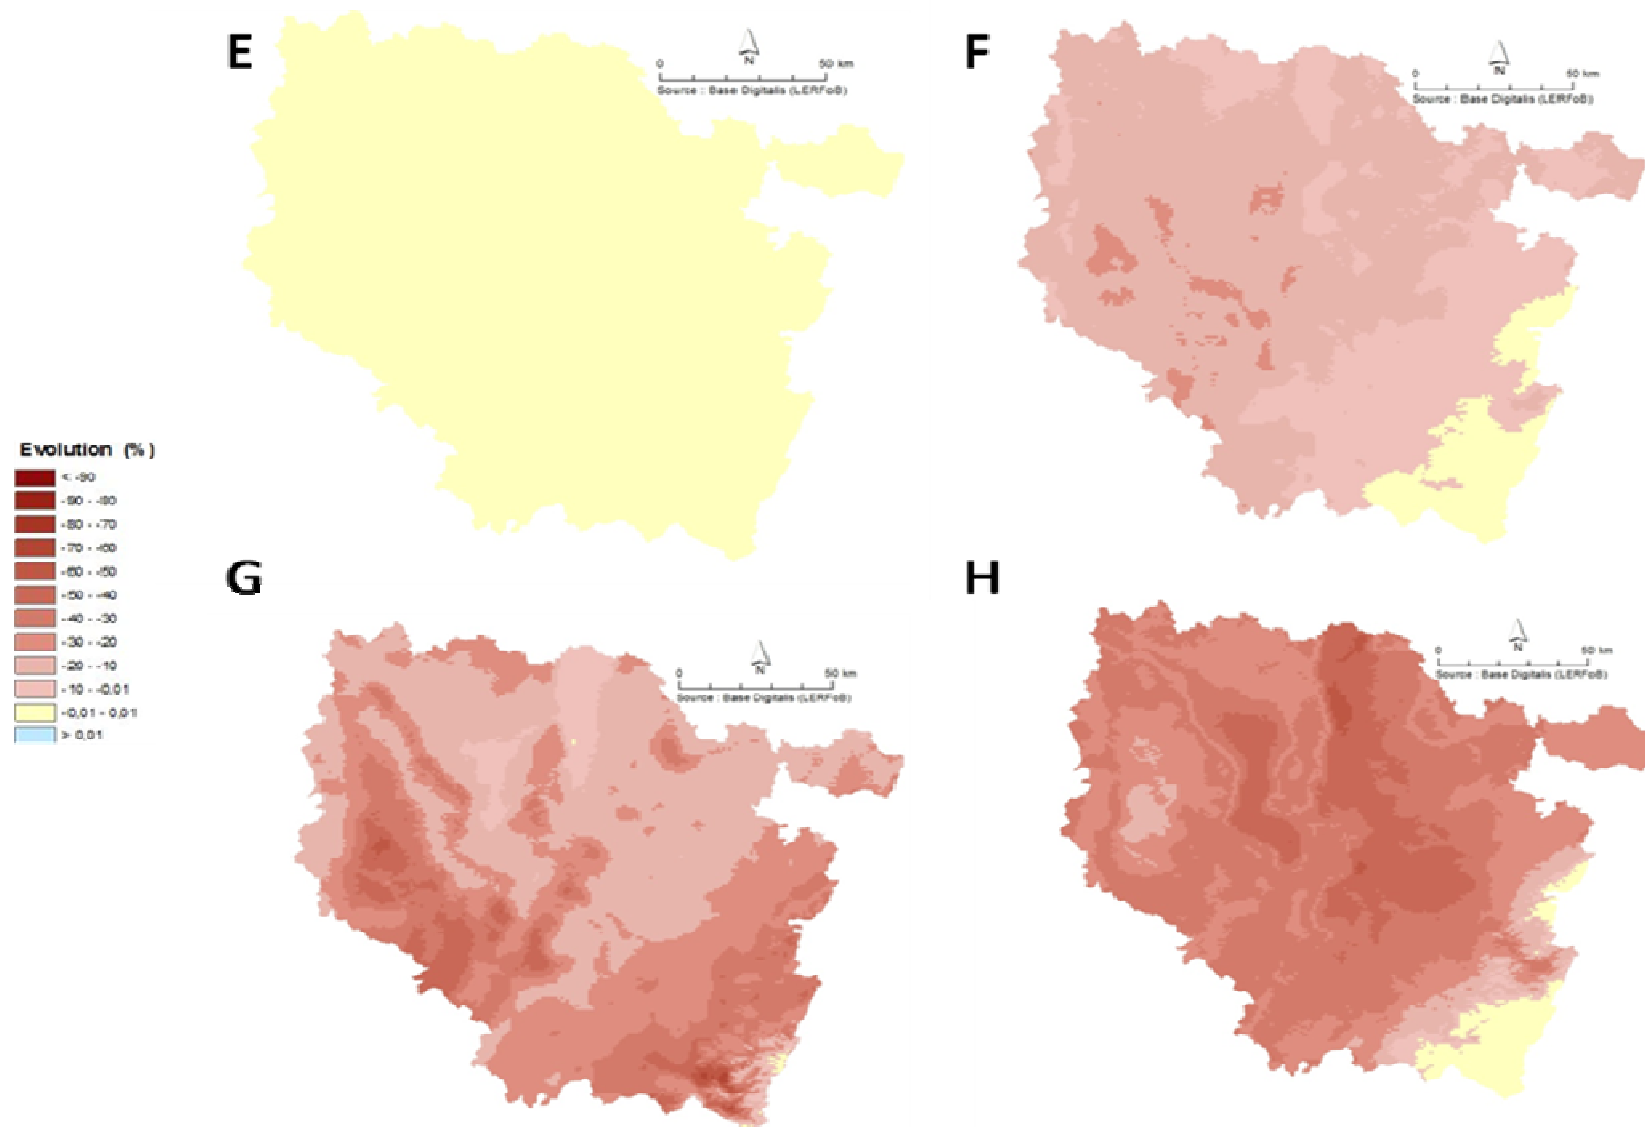 E
N
0 50 km
Source : Base Digitalis (LERFoB)
F
N
0 50 km
Source : Base Digitalis (LERFoB)
Evolution (%)
< -90
-90 - -80
-80 - -70
-70 - -60
-60 - -50
-50 - -40
-40 - -30
-30 - -20
-20 - -10
-10 - -0,01
-0,01 - 0,01
> 0,01
G
N
0 50 km
Source : Base Digitalis (LERFoB)
H
N
0 50 km
Source : Base Digitalis (LERFoB)